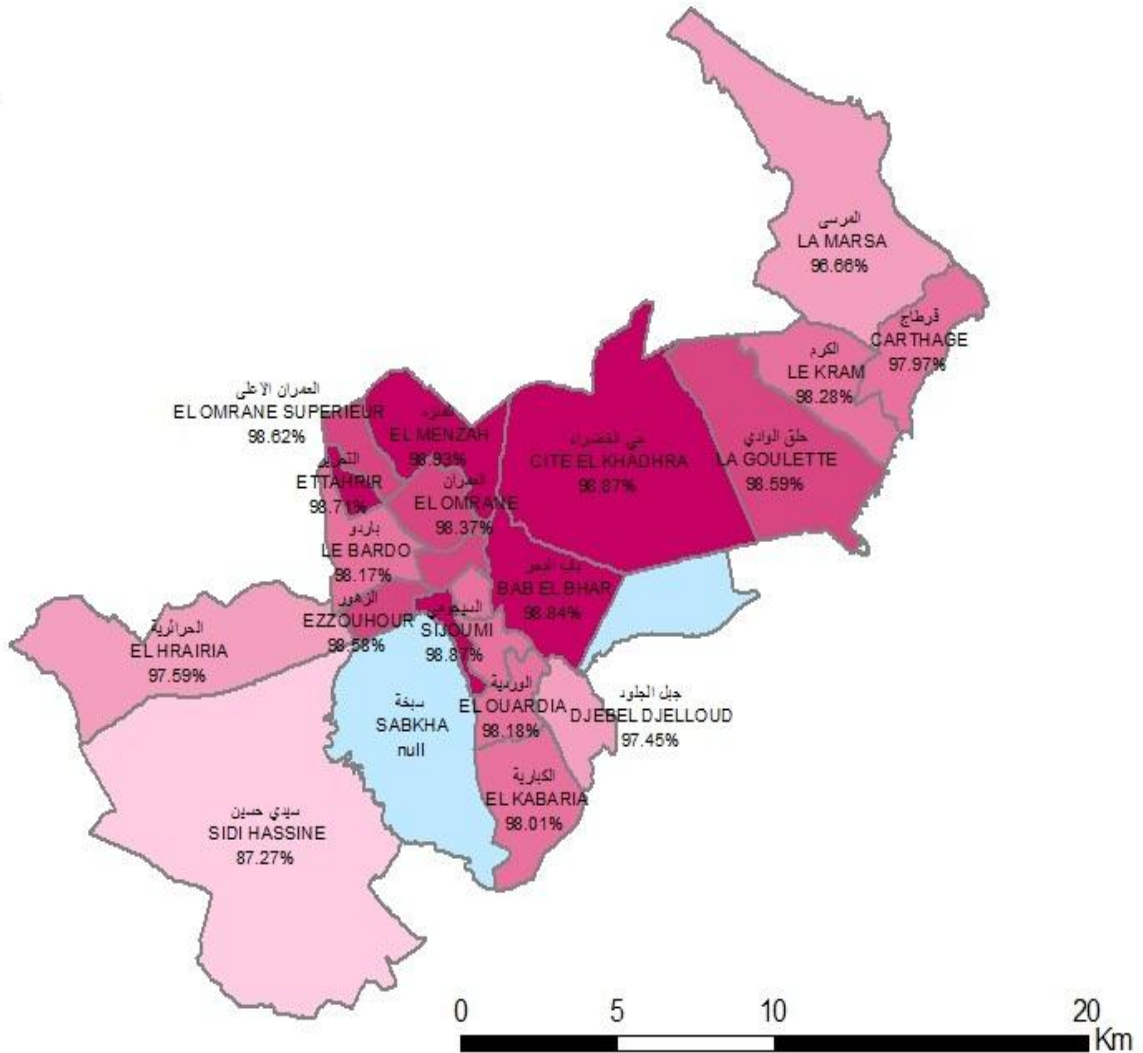 المرسى
LA MARSA
96.66%
قرطاج
CARTHAGE
97.97%
الكرم
LE KRAM
98.28%
العمران الاعلى
EL OMRANE SUPERIEUR
98.62%
المنزه
EL MENZAH
98.93%
حي الخضراء
CITE EL KHADHRA
98.87%
حلق الوادي
LA GOULETTE
98.59%
التحرير
ETTAHRIR
98.71%
العمران
EL OMRANE
98.37%
باردو
LE BARDO
98.17%
باب البحر
BAB EL BHAR
98.84%
الزهور
EZZOUHOUR
98.58%
السيجومي
SIJOUMI
98.87%
الحرائرية
EL HRAIRIA
97.59%
الوردية
EL OUARDIA
98.18%
جبل الجلود
DJEBEL DJELLOUD
97.45%
سبخة
SABKHA
null
الكبارية
EL KABARIA
98.01%
سيدي حسين
SIDI HASSINE
87.27%
0 5 10 20
Km